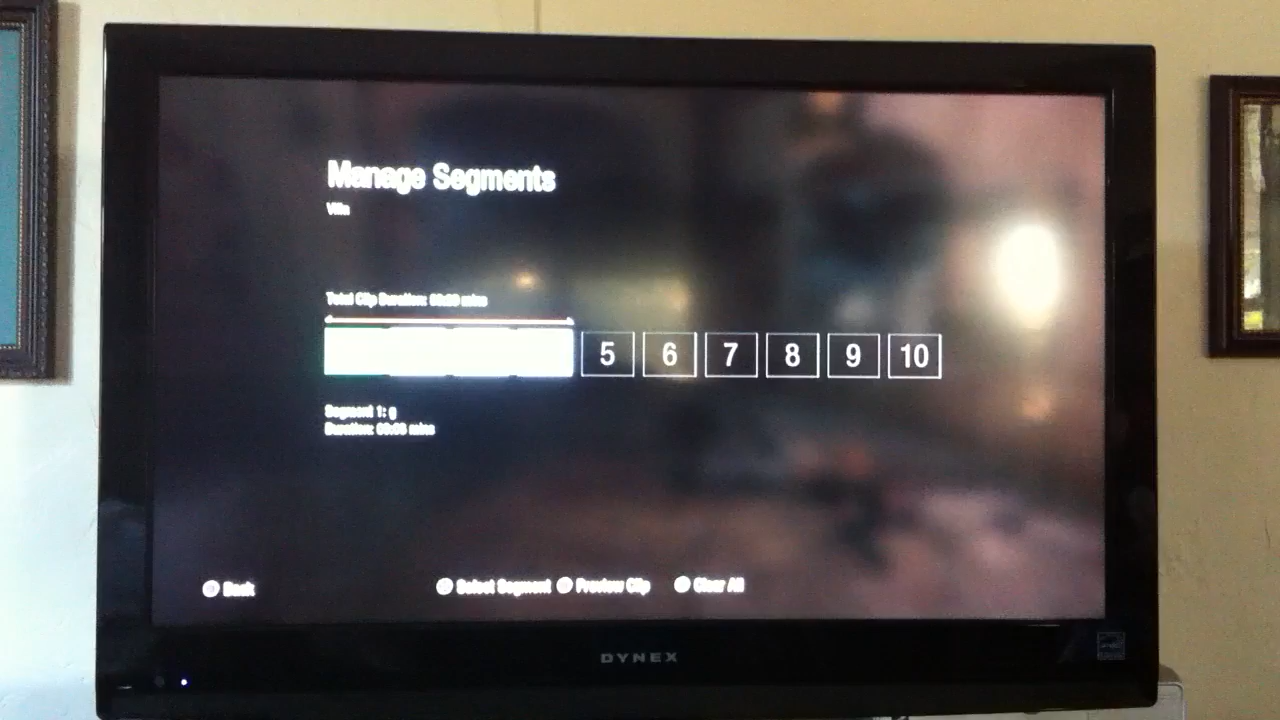 Manage Segments
Total Clip Duration: mins
5 6 7 8 9 10
Segment 1: g
Duration: mins
Back Select Segment Preview Clip Clear All
DYNEX